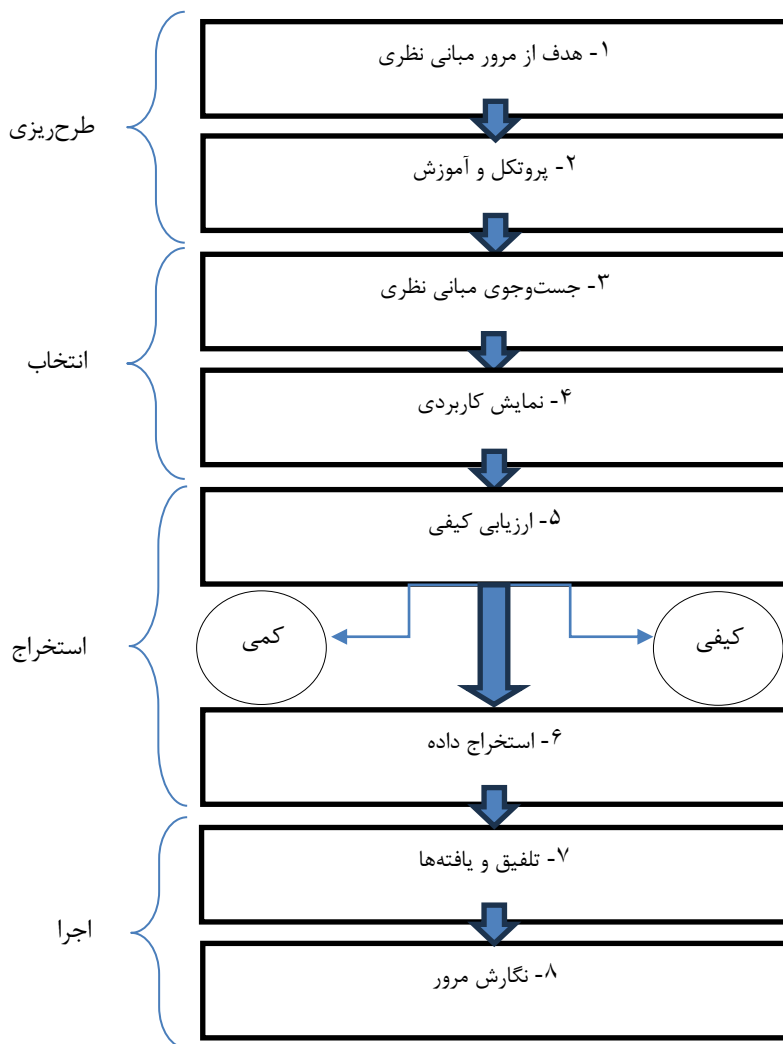 ۱- هدف از مرور مبانی نظری
طرح‌ریزی
۲- پروتکل و آموزش
۳- جست‌وجوی مبانی نظری
انتخاب
۴- نمایش کاربردی
۵- ارزیابی کیفی
کیفی
کمی
استخراج
۶- استخراج داده
۷- تلفیق و یافته‌ها
اجرا
۸- نگارش مرور